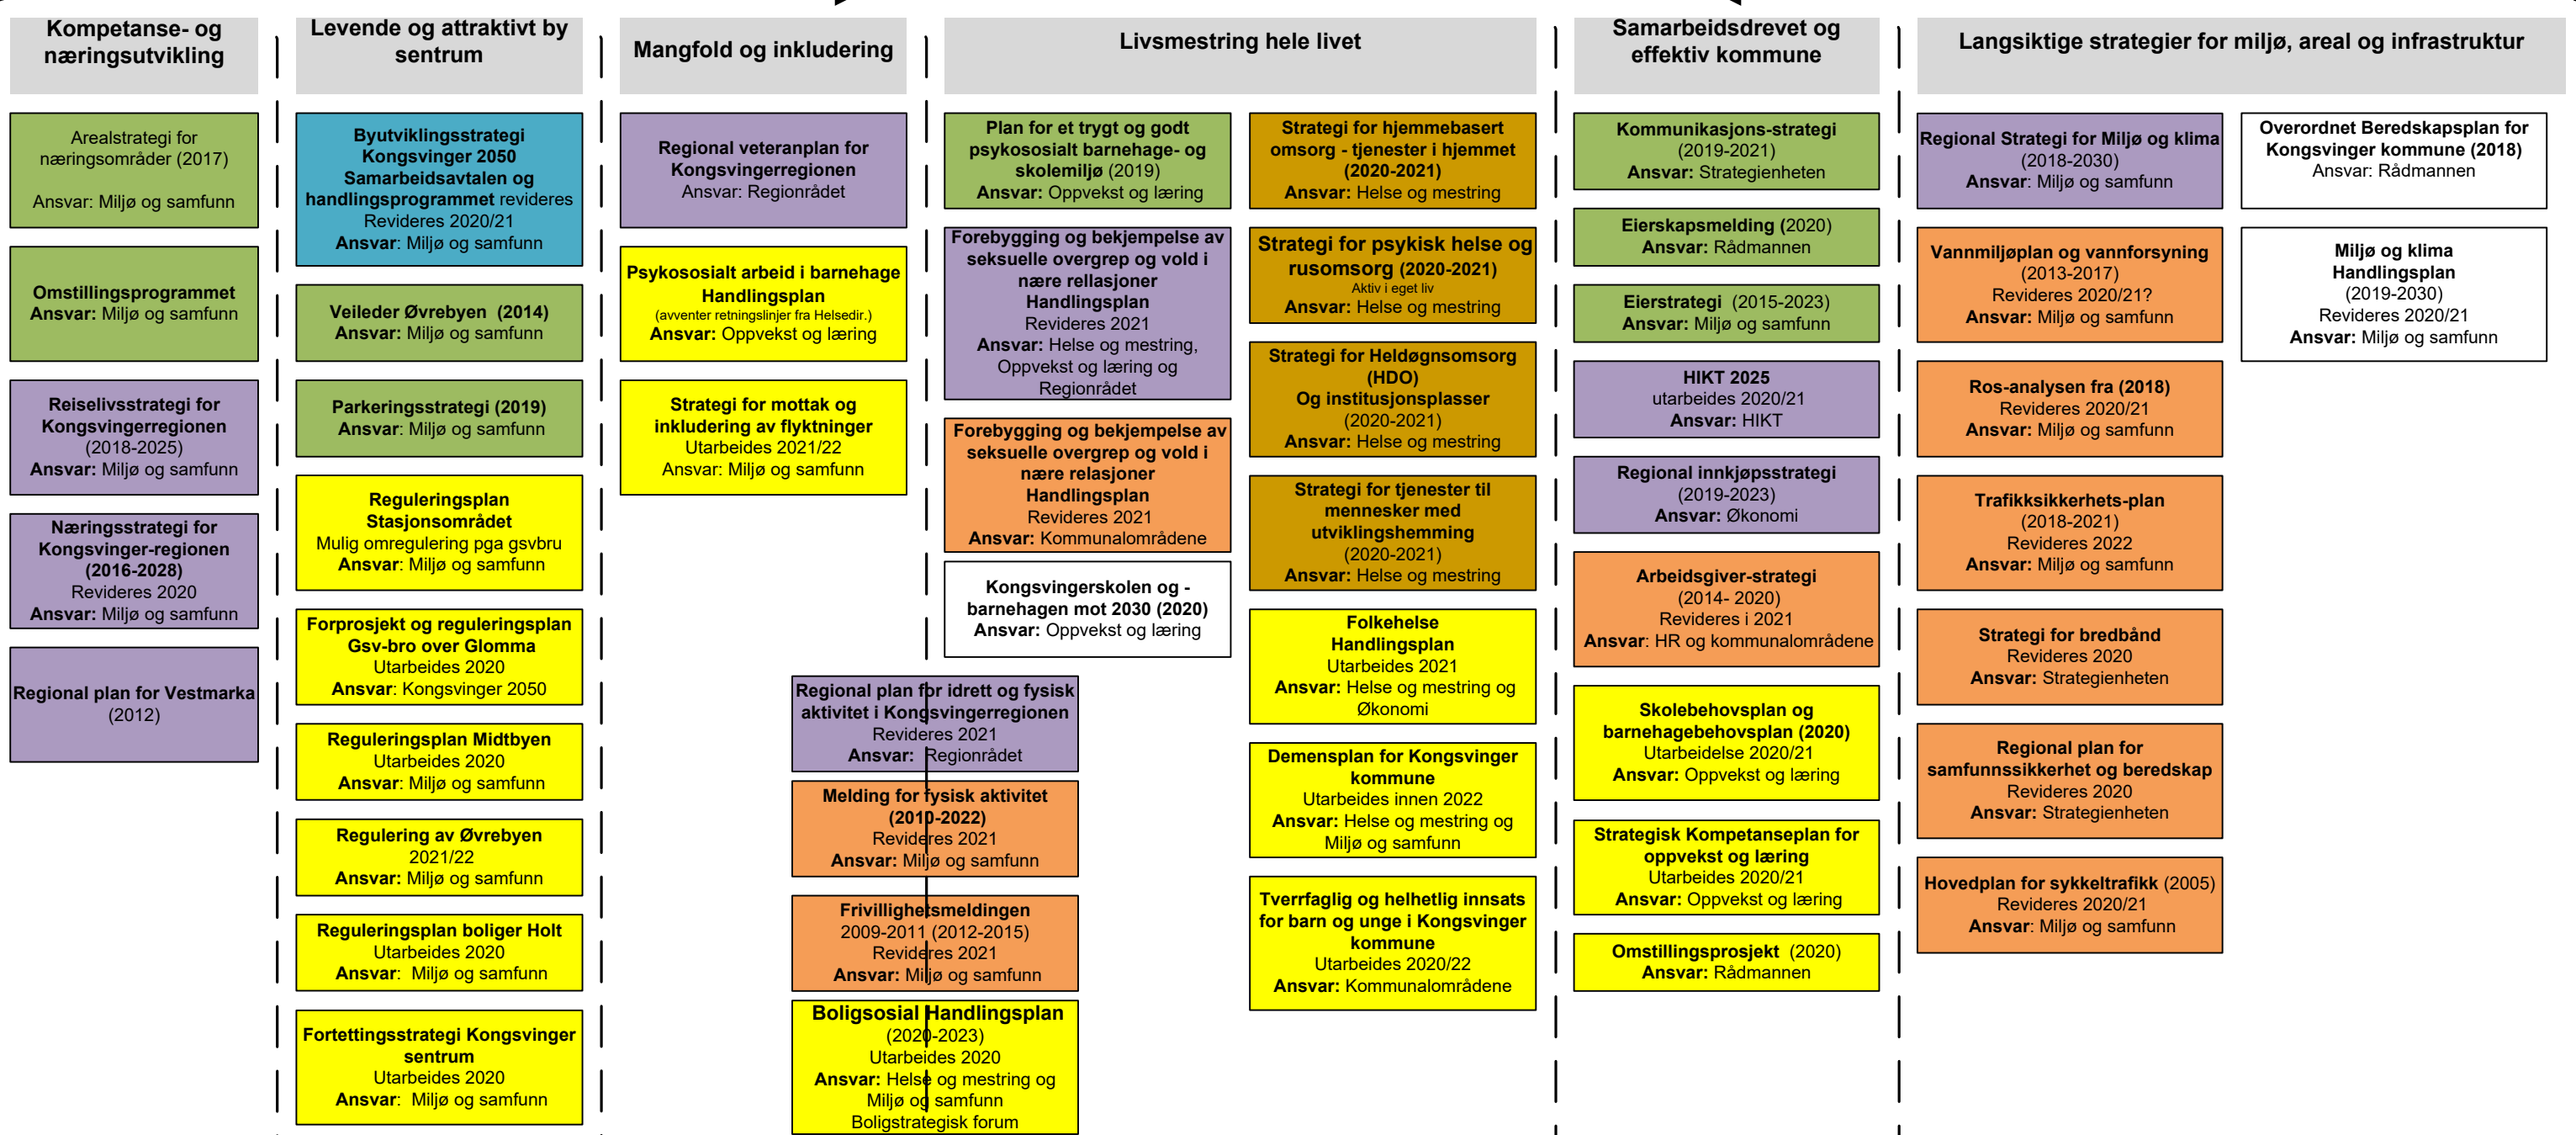 Kompetanse- og
næringsutvikling
Arealstrategi for
næringsområder (2017)
Ansvar: Miljø og samfunn
Omstillingsprogrammet
Ansvar: Miljø og samfunn
Reiselivsstrategi for
Kongsvingerregionen
(2018-2025)
Ansvar: Miljø og samfunn
Næringsstrategi for
Kongsvinger-regionen
(2016-2028)
Revideres 2020
Ansvar: Miljø og samfunn
Regional plan for Vestmarka
(2012)
Levende og attraktivt by
sentrum
Byutviklingsstrategi
Kongsvinger 2050
Samarbeidsavtalen og
handlingsprogrammet revideres
Revideres 2020/21
Ansvar: Miljø og samfunn
Veileder Øvrebyen (2014)
Ansvar: Miljø og samfunn
Parkeringsstrategi (2019)
Ansvar: Miljø og samfunn
Reguleringsplan
Stasjonsområdet
Mulig omregulering pga gsvbru
Ansvar: Miljø og samfunn
Forprosjekt og reguleringsplan
Gsv-bro over Glomma
Utarbeides 2020
Ansvar: Kongsvinger 2050
Reguleringsplan Midtbyen
Utarbeides 2020
Ansvar: Miljø og samfunn
Regulering av Øvrebyen
2021/22
Ansvar: Miljø og samfunn
Reguleringsplan boliger Holt
Utarbeides 2020
Ansvar: Miljø og samfunn
Fortettingsstrategi Kongsvinger
sentrum
Utarbeides 2020
Ansvar: Miljø og samfunn
Mangfold og inkludering
Regional veteranplan for
Kongsvingerregionen
Ansvar: Regionrådet
Psykososialt arbeid i barnehage
Handlingsplan
(avventer retningslinjer fra Helsedir.)
Ansvar: Oppvekst og læring
Strategi for mottak og
inkludering av flyktninger
Utarbeides 2021/22
Ansvar: Miljø og samfunn
Regional plan for idrett og fysisk
aktivitet i Kongsvingerregionen
Revideres 2021
Ansvar: Regionrådet
Melding for fysisk aktivitet
(2010-2022)
Revideres 2021
Ansvar: Miljø og samfunn
Frivillighetsmeldingen
2009-2011 (2012-2015)
Revideres 2021
Ansvar: Miljø og samfunn
Boligsosial Handlingsplan
(2020-2023)
Utarbeides 2020
Ansvar: Helse og mestring og
Miljø og samfunn
Boligstrategisk forum
Livsmestring hele livet
Plan for et trygt og godt
psykososialt barnehage- og
skolemiljø (2019)
Ansvar: Oppvekst og læring
Forebygging og bekjempelse av
seksuelle overgrep og vold i
nære rellasjoner
Handlingsplan
Revideres 2021
Ansvar: Helse og mestring,
Oppvekst og læring og
Regionrådet
Forebygging og bekjempelse av
seksuelle overgrep og vold i
nære relasjoner
Handlingsplan
Revideres 2021
Ansvar: Kommunalområdene
Kongsvingerskolen og -
barnehagen mot 2030 (2020)
Ansvar: Oppvekst og læring
Strategi for hjemmebasert
omsorg - tjenester i hjemmet
(2020-2021)
Ansvar: Helse og mestring
Strategi for psykisk helse og
rusomsorg (2020-2021)
Aktiv i eget liv
Ansvar: Helse og mestring
Strategi for Heldøgnsomsorg
(HDO)
Og institusjonsplasser
(2020-2021)
Ansvar: Helse og mestring
Strategi for tjenester til
mennesker med
utviklingshemming
(2020-2021)
Ansvar: Helse og mestring
Folkehelse
Handlingsplan
Utarbeides 2021
Ansvar: Helse og mestring og
Økonomi
Demensplan for Kongsvinger
kommune
Utarbeides innen 2022
Ansvar: Helse og mestring og
Miljø og samfunn
Tverrfaglig og helhetlig innsats
for barn og unge i Kongsvinger
kommune
Utarbeides 2020/22
Ansvar: Kommunalområdene
Samarbeidsdrevet og
effektiv kommune
Kommunikasjons-strategi
(2019-2021)
Ansvar: Strategienheten
Eierskapsmelding (2020)
Ansvar: Rådmannen
Eierstrategi (2015-2023)
Ansvar: Miljø og samfunn
HIKT 2025
utarbeides 2020/21
Ansvar: HIKT
Regional innkjøpsstrategi
(2019-2023)
Ansvar: Økonomi
Arbeidsgiver-strategi
(2014- 2020)
Revideres i 2021
Ansvar: HR og kommunalområdene
Skolebehovsplan og
barnehagebehovsplan (2020)
Utarbeidelse 2020/21
Ansvar: Oppvekst og læring
Strategisk Kompetanseplan for
oppvekst og læring
Utarbeides 2020/21
Ansvar: Oppvekst og læring
Omstillingsprosjekt (2020)
Ansvar: Rådmannen
Langsiktige strategier for miljø, areal og infrastruktur
Regional Strategi for Miljø og klima
(2018-2030)
Ansvar: Miljø og samfunn
Vannmiljøplan og vannforsyning
(2013-2017)
Revideres 2020/21?
Ansvar: Miljø og samfunn
Ros-analysen fra (2018)
Revideres 2020/21
Ansvar: Miljø og samfunn
Trafikksikkerhets-plan
(2018-2021)
Revideres 2022
Ansvar: Miljø og samfunn
Strategi for bredbånd
Revideres 2020
Ansvar: Strategienheten
Regional plan for
samfunnssikkerhet og beredskap
Revideres 2020
Ansvar: Strategienheten
Hovedplan for sykkeltrafikk (2005)
Revideres 2020/21
Ansvar: Miljø og samfunn
Overordnet Beredskapsplan for
Kongsvinger kommune (2018)
Ansvar: Rådmannen
Miljø og klima
Handlingsplan
(2019-2030)
Revideres 2020/21
Ansvar: Miljø og samfunn